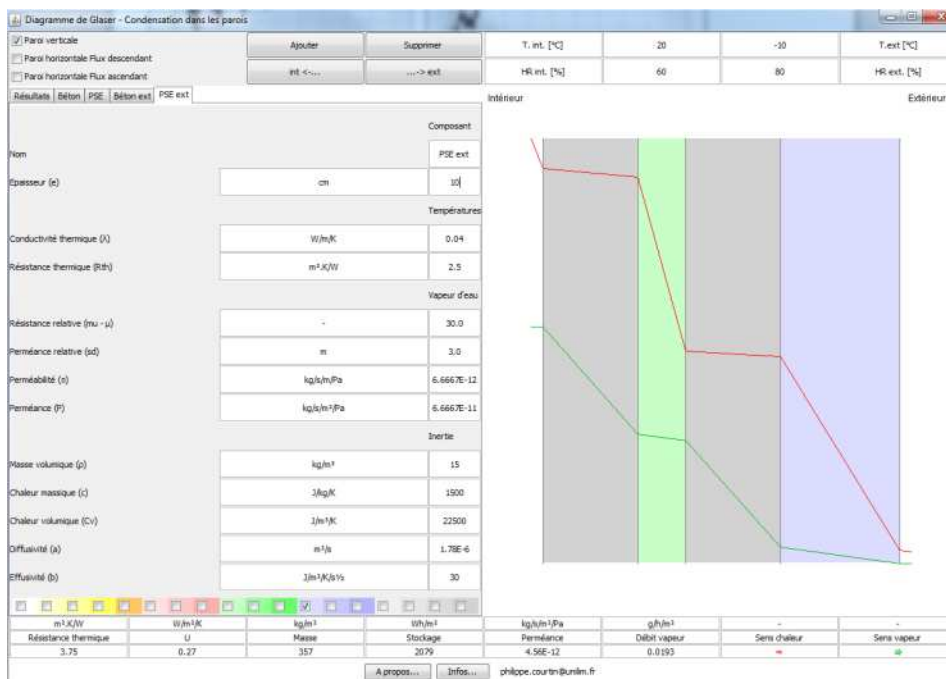 Diagramme de Glaser - Condensation dans les parois
Paroi verticale
Ajouter Supprimer T. int. [°C] 20 -10 T.ext [°C]
Paroi horizontale Flux descendant
Paroi horizontale Flux ascendant
int <-... ...-> ext HR int. [%] 60 80 HR ext. [%]
Résultats Béton PSE Béton ext PSE ext
Intérieur Extérieur
Composant
Nom PSE ext
Epaisseur (e) cm 10
Températures
Conductivité thermique (λ) W/m/K 0.04
Résistance thermique (Rth) m².K/W 2.5
Vapeur d'eau
Résistance relative (mu - μ) - 30.0
Perméance relative (sd) m 3.0
Perméabilité (π) kg/s/m/Pa 6.6667E-12
Perméance (P) kg/s/m²/Pa 6.6667E-11
Inertie
Masse volumique (ρ) kg/m³ 15
Chaleur massique (c) J/kg/K 1500
Chaleur volumique (Cv) J/m³/K 22500
Diffusivité (a) m²/s 1.78E-6
Effusivité (b) J/m²/K/s½ 30
m².K/W W/m²/K kg/m² Wh/m² kg/s/m²/Pa g/h/m² - -
Résistance thermique U Masse Stockage Perméance Débit vapeur Sens chaleur Sens vapeur
3.75 0.27 357 2079 4.56E-12 0.0193
A propos... Infos... philippe.courtin@unilim.fr